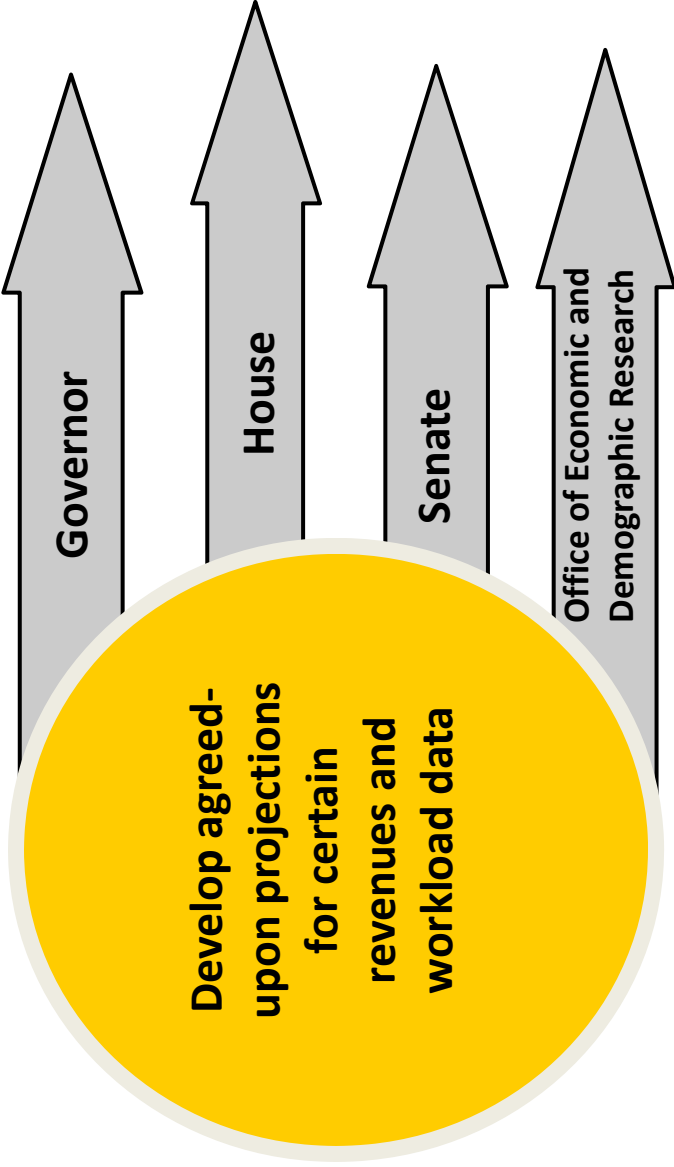 Governor
House
Senate
Office of Economic and
Demographic Research
Develop agreed-
upon projections
for certain
revenues and
workload data